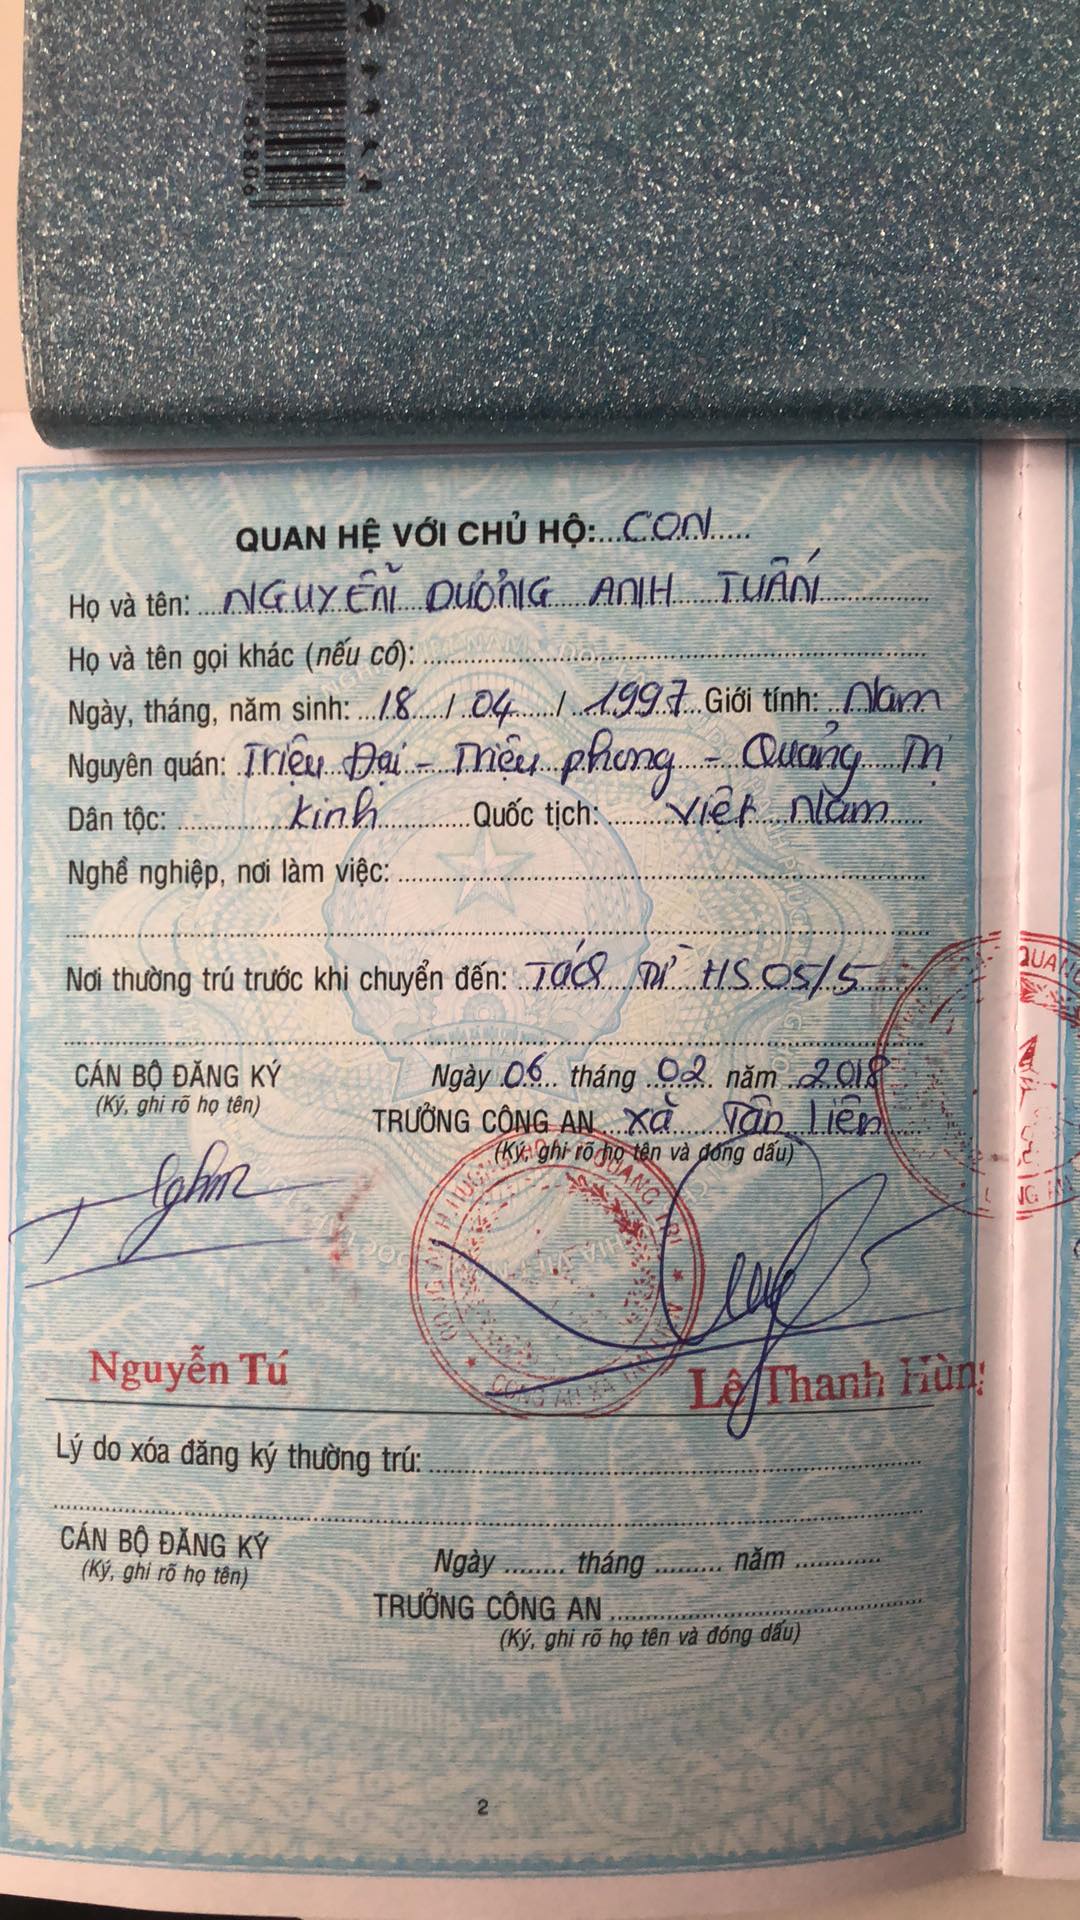 QUAN HỆ VỚI CHỦ HỘ: CON
Họ và tên: NGUYỄN DƯƠNG ANH TUẤN
Họ và tên gọi khác (nếu có):
Ngày, tháng, năm sinh: 18 / 04 / 1997 Giới tính: Nam
Nguyên quán: Triệu Đại - Triệu phong - Quảng Trị
Dân tộc: Kinh Quốc tịch: Việt Nam
Nghề nghiệp, nơi làm việc:
Nơi thường trú trước khi chuyển đến: Tách từ HS 05/5
CÁN BỘ ĐĂNG KÝ Ngày 06 tháng 02 năm 2018
(Ký, ghi rõ họ tên)
TRƯỞNG CÔNG AN xã Tân Liên
(Ký, ghi rõ họ tên và đóng dấu)
Nguyễn Tú
Lê Thanh Hùng
Lý do xóa đăng ký thường trú:
CÁN BỘ ĐĂNG KÝ
(Ký, ghi rõ họ tên)
Ngày tháng năm
TRƯỞNG CÔNG AN
(Ký, ghi rõ họ tên và đóng dấu)
2